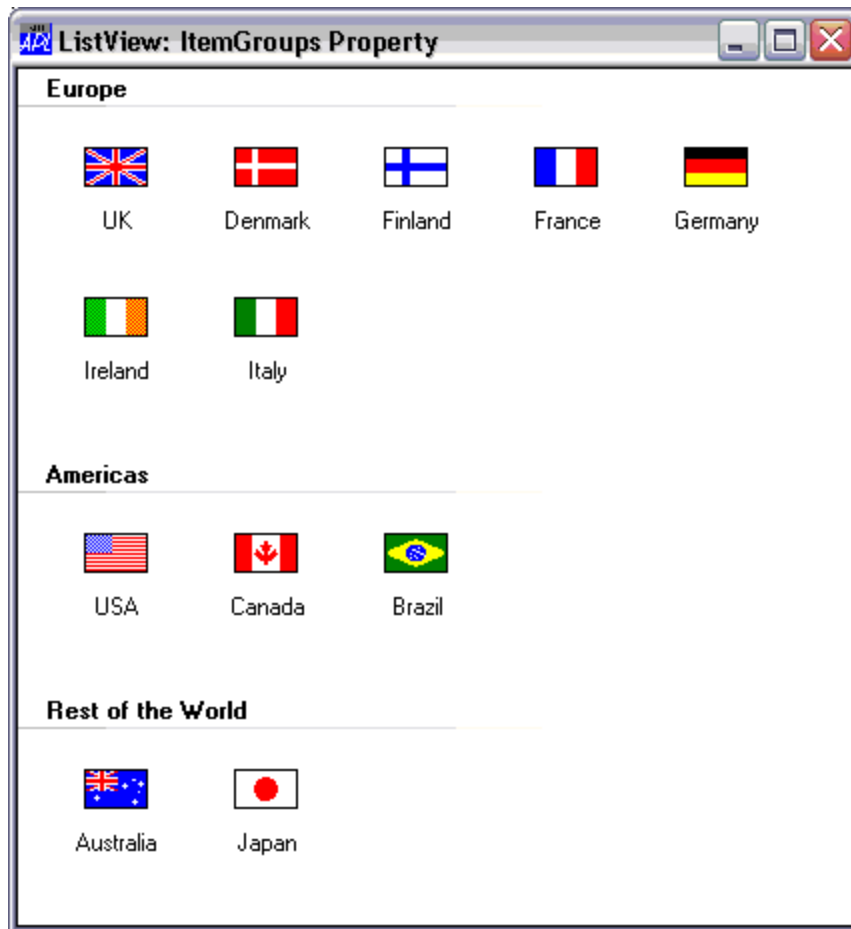 APL ListView: ItemGroups Property
Europe
UK Denmark Finland France Germany
Ireland Italy
Americas
USA Canada Brazil
Rest of the World
Australia Japan